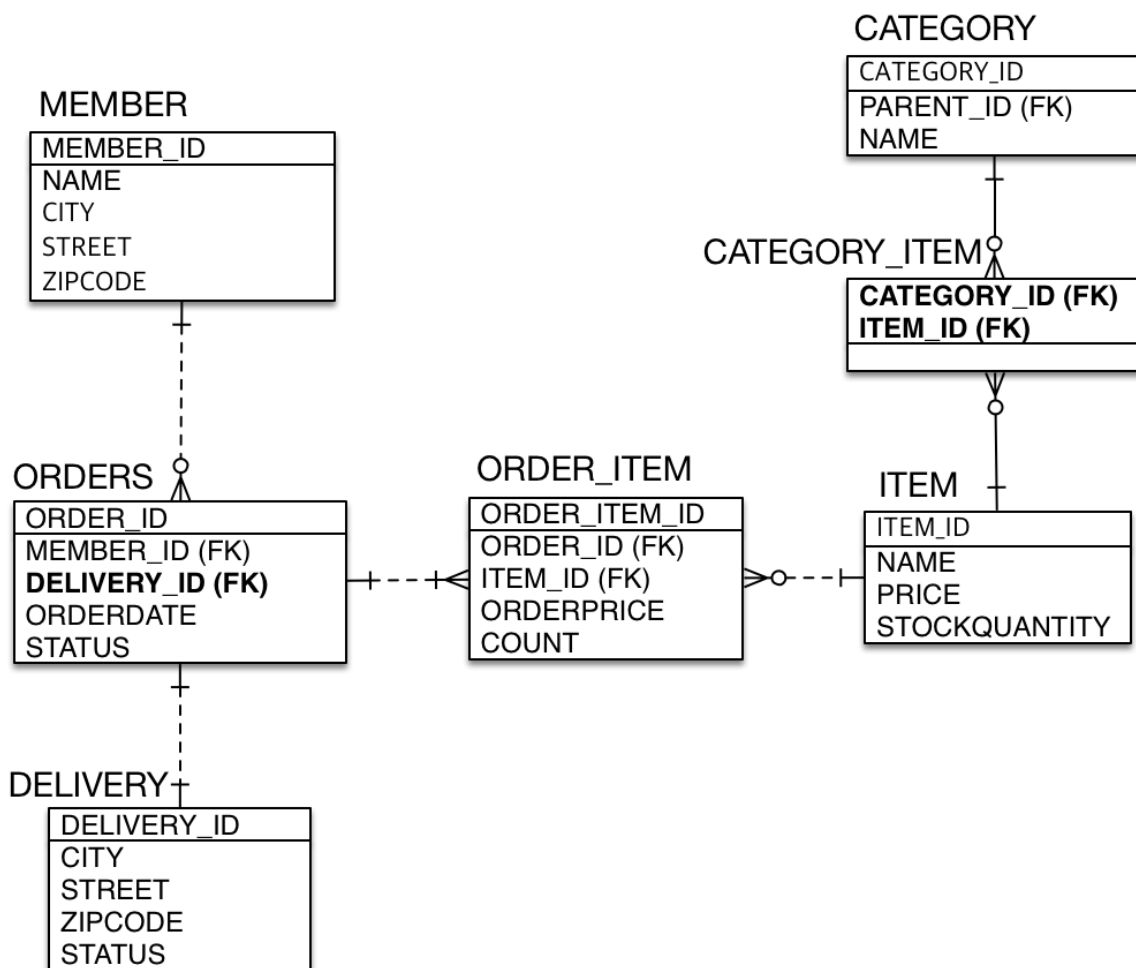 CATEGORY
CATEGORY_ID
PARENT_ID (FK)
NAME
MEMBER
MEMBER_ID
NAME
CITY
STREET
ZIPCODE
CATEGORY_ITEM
CATEGORY_ID (FK)
ITEM_ID (FK)
ORDERS
ORDER_ID
MEMBER_ID (FK)
DELIVERY_ID (FK)
ORDERDATE
STATUS
ORDER_ITEM
ORDER_ITEM_ID
ORDER_ID (FK)
ITEM_ID (FK)
ORDERPRICE
COUNT
ITEM
ITEM_ID
NAME
PRICE
STOCKQUANTITY
DELIVERY
DELIVERY_ID
CITY
STREET
ZIPCODE
STATUS